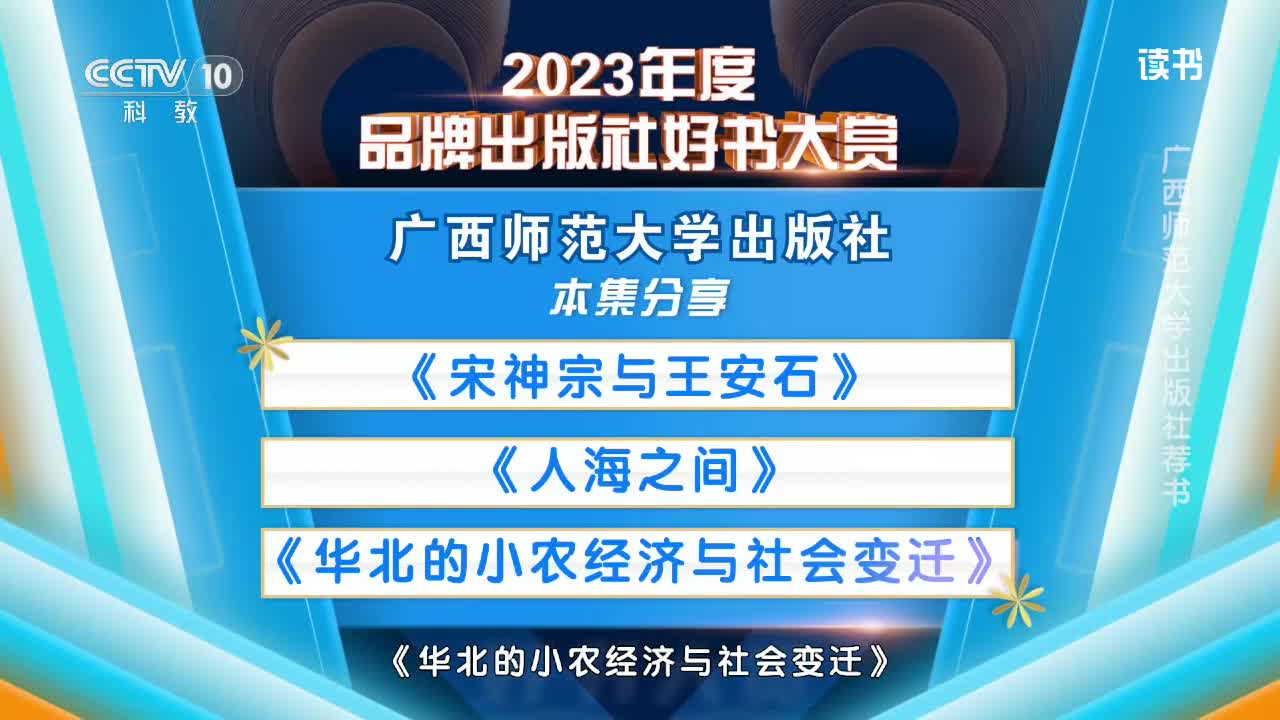 CCTV 10
科教
读书
2023年度
品牌出版社好书大赏
广西师范大学出版社
本集分享
《宋神宗与王安石》
《人海之间》
《华北的小农经济与社会变迁》
广西师范大学出版社荐书
《华北的小农经济与社会变迁》